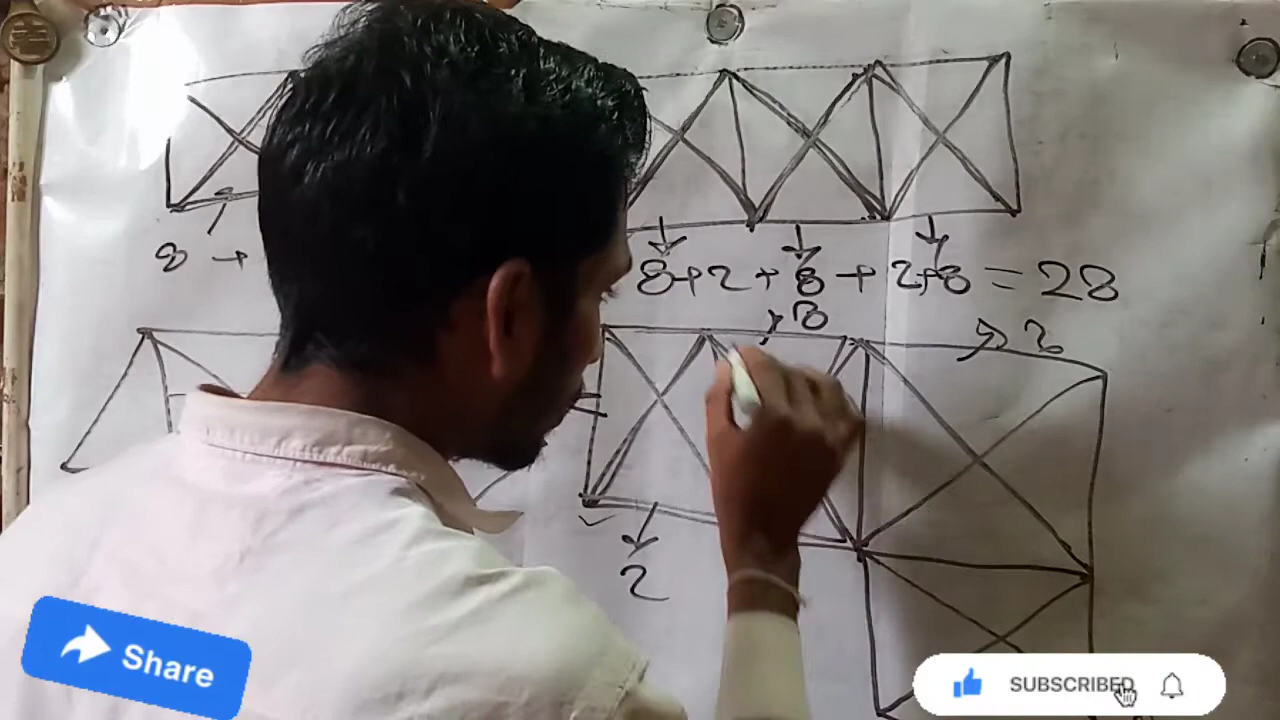 8 + 8+2 + 8 + 2+8 = 28
8
2
2
Share
SUBSCRIBED